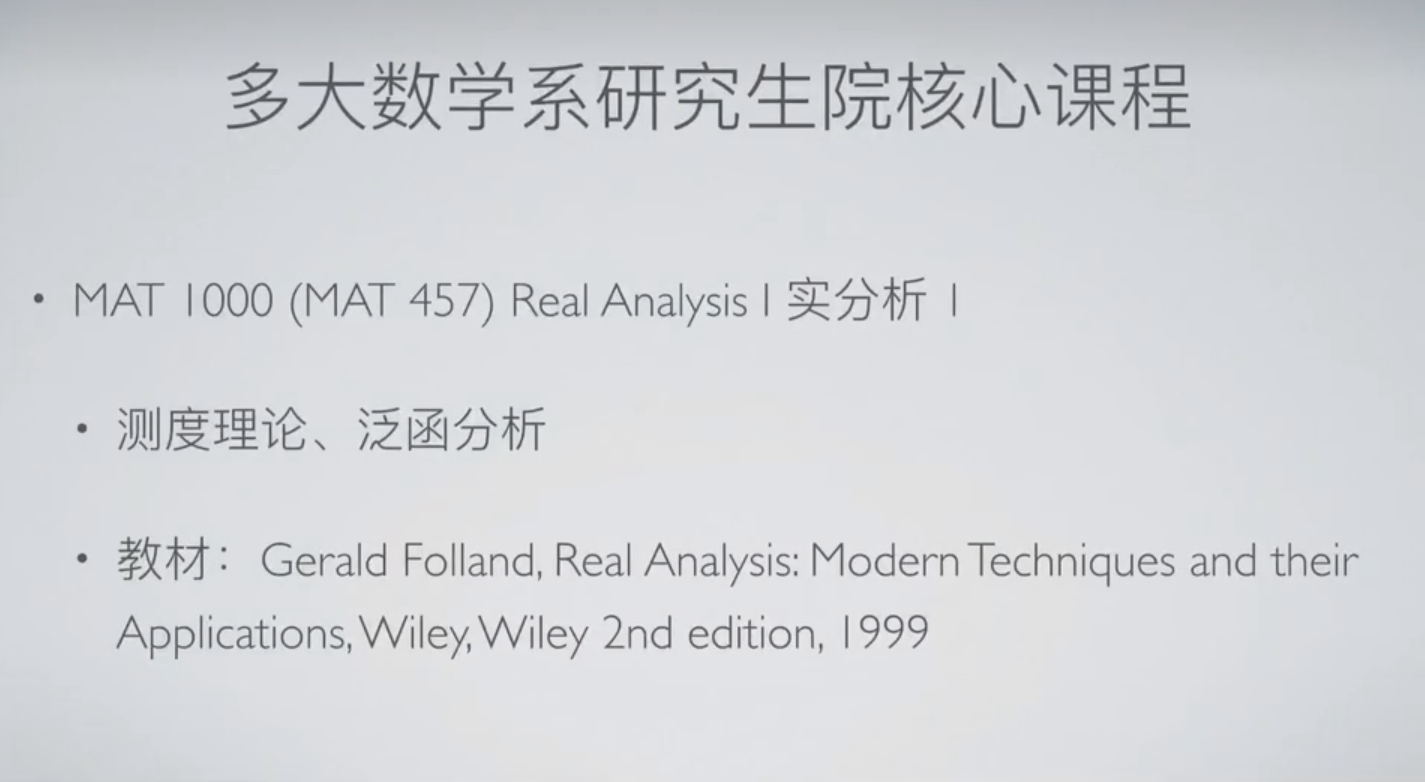 多大数学系研究生院核心课程
• MAT 1000 (MAT 457) Real Analysis I 实分析 1
• 测度理论、泛函分析
• 教材： Gerald Folland, Real Analysis: Modern Techniques and their
Applications, Wiley, Wiley 2nd edition, 1999